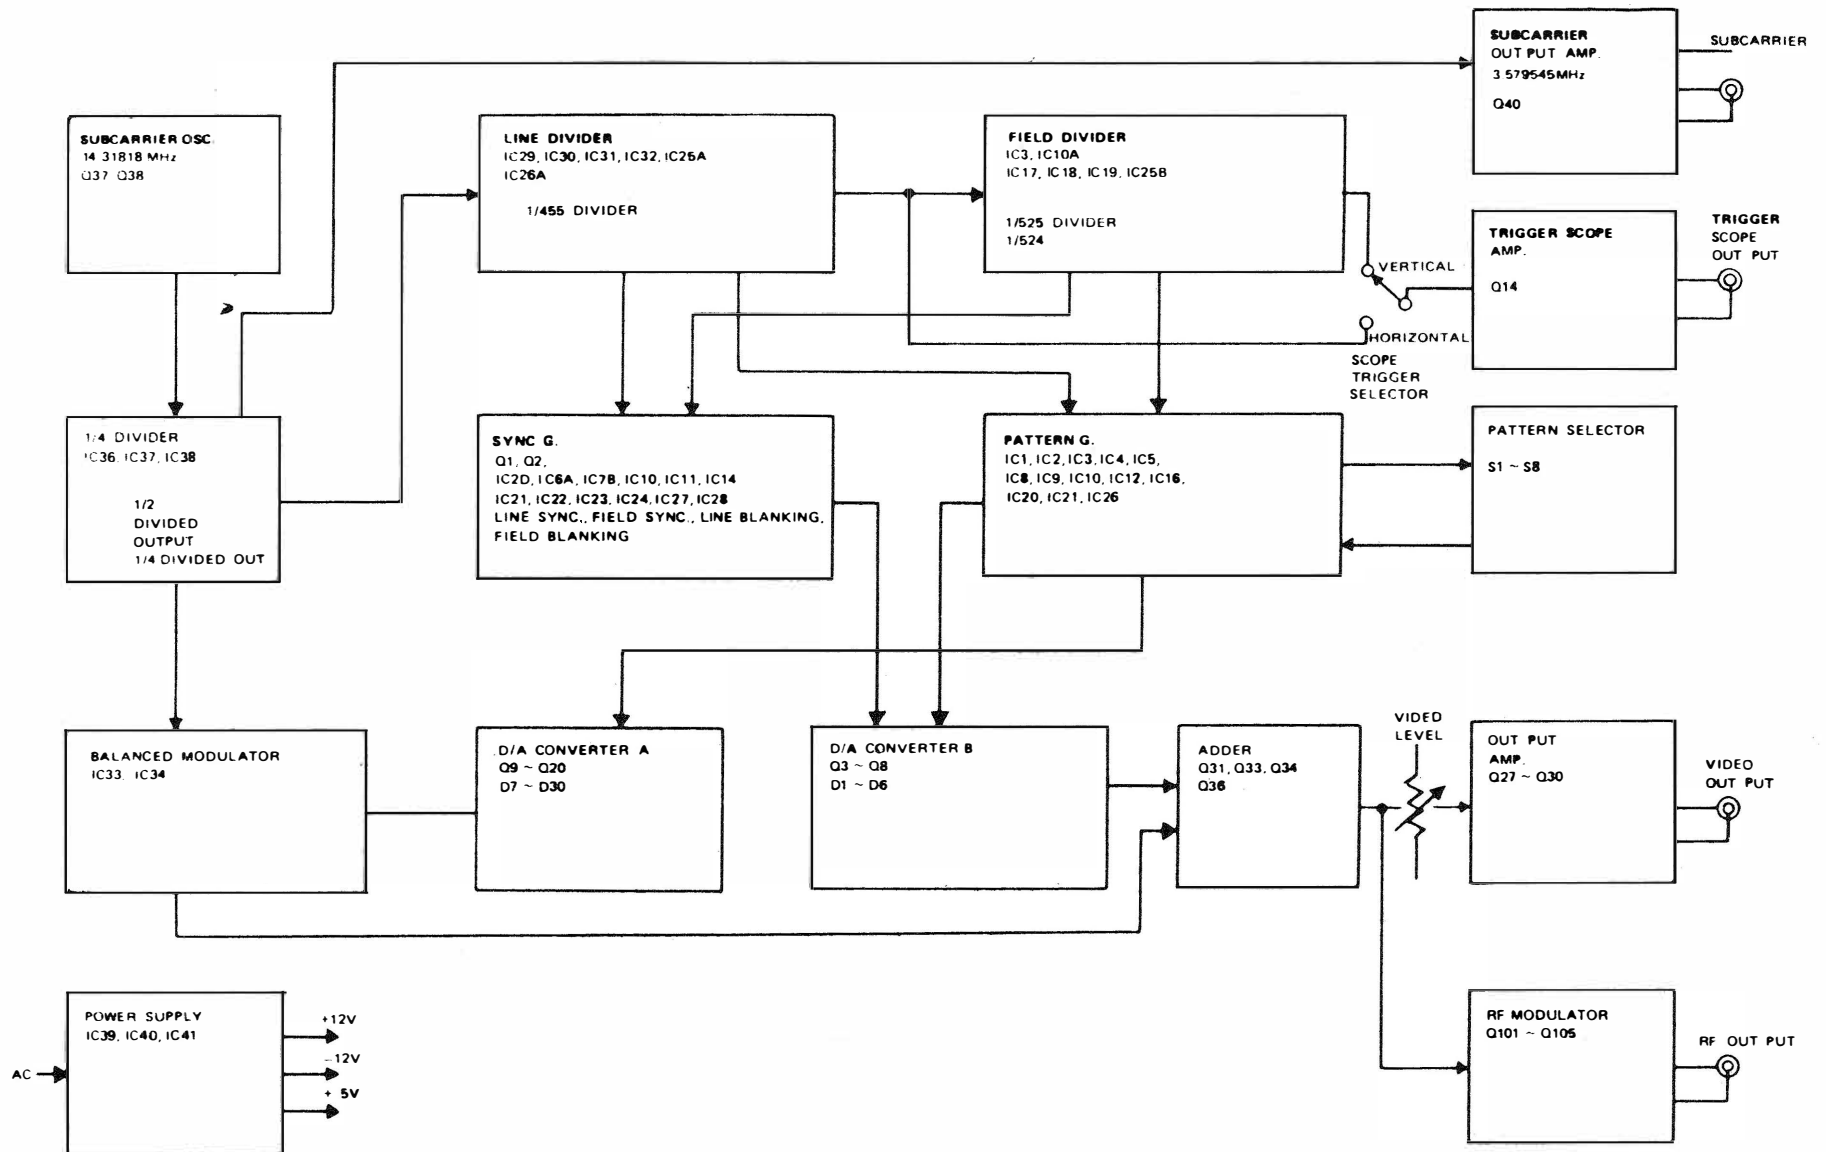 SUBCARRIER
OUT PUT AMP.
3 579545MHz
Q40
SUBCARRIER
SUBCARRIER OSC.
14 31818 MHz
Q37 Q38
LINE DIVIDER
IC29, IC30, IC31, IC32, IC25A
IC26A
1/455 DIVIDER
FIELD DIVIDER
IC3, IC10A
IC17, IC18, IC19, IC25B
1/525 DIVIDER
1/524
TRIGGER SCOPE
AMP.
Q14
TRIGGER
SCOPE
OUT PUT
VERTICAL
HORIZONTAL
SCOPE
TRIGGER
SELECTOR
1/4 DIVIDER
IC36, IC37, IC38
1/2
DIVIDED
OUTPUT
1/4 DIVIDED OUT
SYNC G.
Q1, Q2,
IC2D, IC6A, IC7B, IC10, IC11, IC14
IC21, IC22, IC23, IC24, IC27, IC28
LINE SYNC., FIELD SYNC., LINE BLANKING,
FIELD BLANKING
PATTERN G.
IC1, IC2, IC3, IC4, IC5,
IC8, IC9, IC10, IC12, IC16,
IC20, IC21, IC26
PATTERN SELECTOR
S1 ~ S8
BALANCED MODULATOR
IC33, IC34
D/A CONVERTER A
Q9 ~ Q20
D7 ~ D30
D/A CONVERTER B
Q3 ~ Q8
D1 ~ D6
ADDER
Q31, Q33, Q34
Q36
VIDEO
LEVEL
OUT PUT
AMP.
Q27 ~ Q30
VIDEO
OUT PUT
POWER SUPPLY
IC39, IC40, IC41
AC
+12V
-12V
+ 5V
RF MODULATOR
Q101 ~ Q105
RF OUT PUT